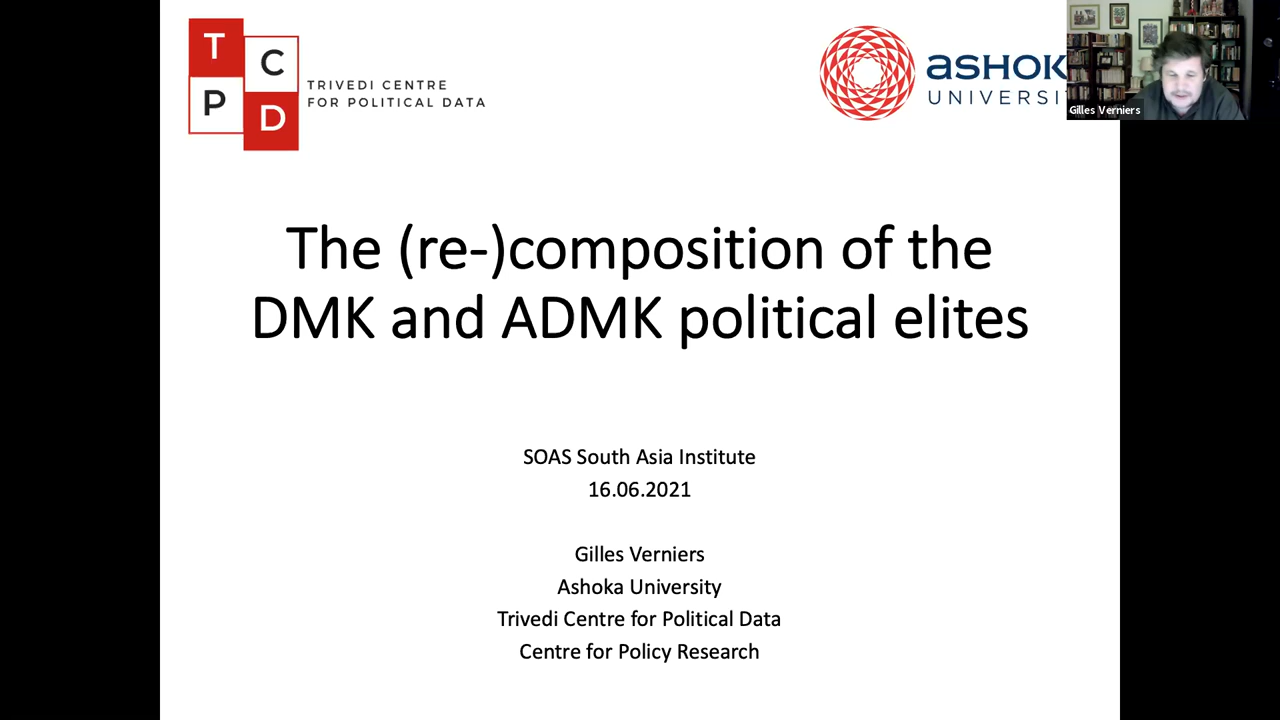 T
C
P
D
TRIVEDI CENTRE
FOR POLITICAL DATA
ASHOK
UNIVERSI
Gilles Verniers
The (re-)composition of the
DMK and ADMK political elites
SOAS South Asia Institute
16.06.2021
Gilles Verniers
Ashoka University
Trivedi Centre for Political Data
Centre for Policy Research